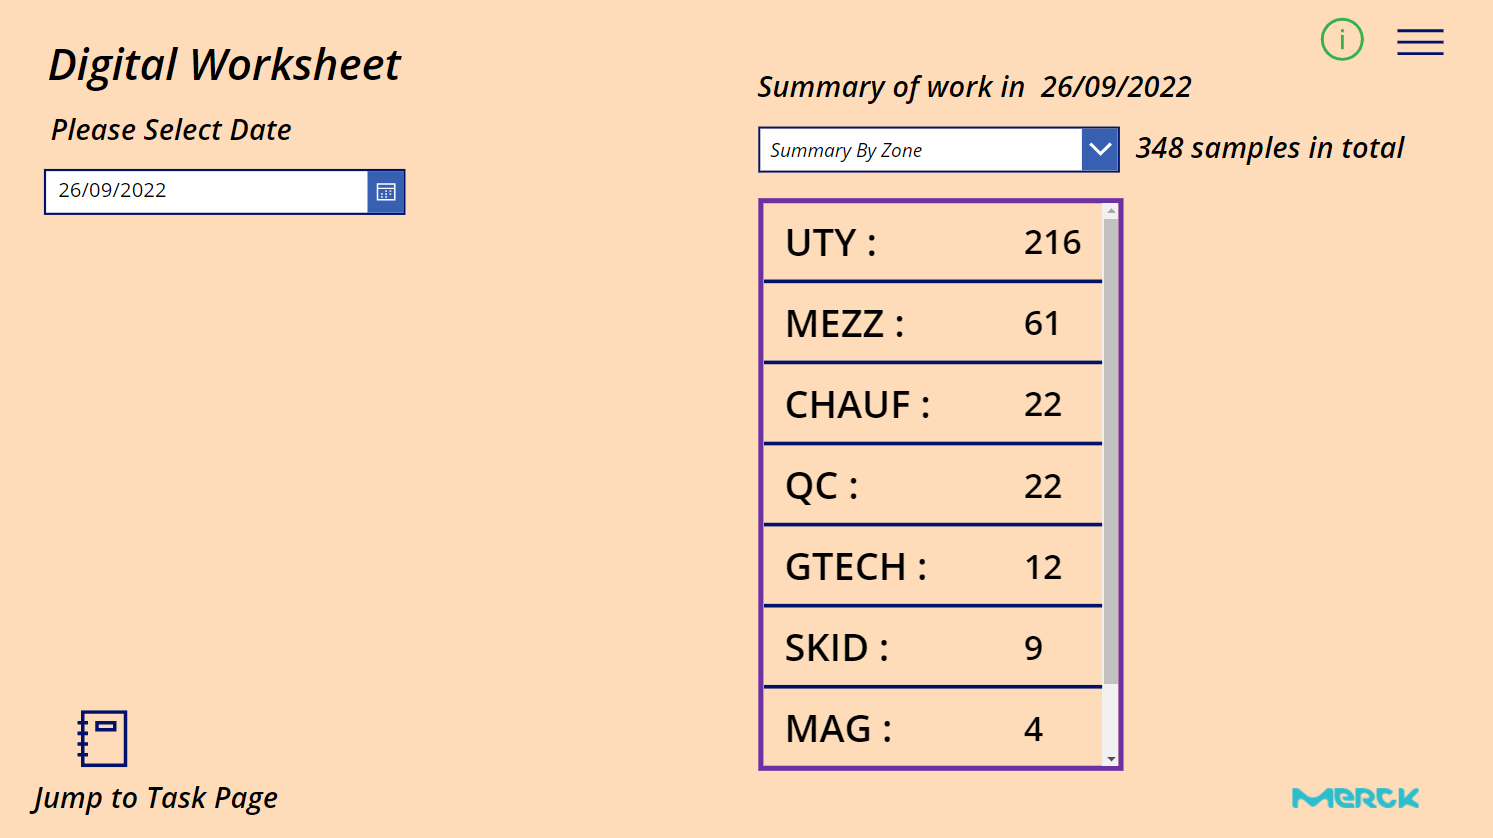 Digital Worksheet
Please Select Date
26/09/2022
i
Summary of work in 26/09/2022
Summary By Zone
348 samples in total
UTY : 216
MEZZ : 61
CHAUF : 22
QC : 22
GTECH : 12
SKID : 9
MAG : 4
Jump to Task Page
MERCK